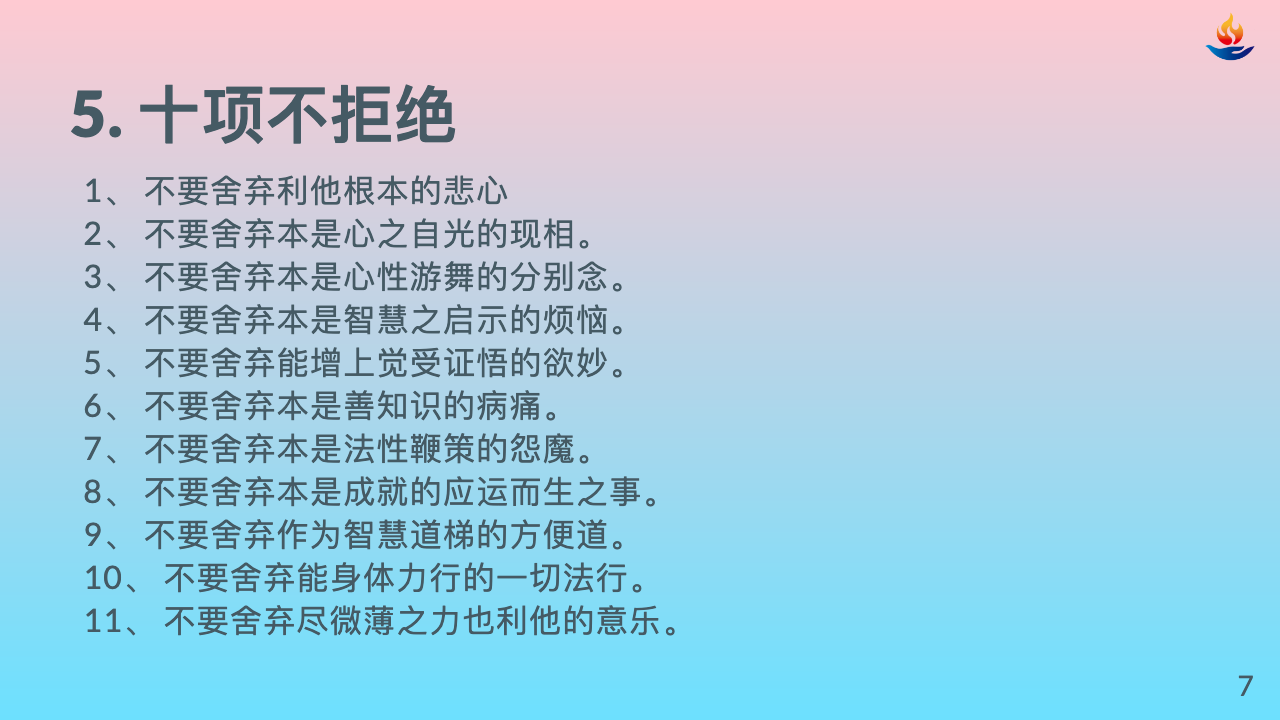 5. 十项不拒绝
1、 不要舍弃利他根本的悲心
2、 不要舍弃本是心之自光的现相。
3、 不要舍弃本是心性游舞的分别念。
4、 不要舍弃本是智慧之启示的烦恼。
5、 不要舍弃能增上觉受证悟的欲妙。
6、 不要舍弃本是善知识的病痛。
7、 不要舍弃本是法性鞭策的怨魔。
8、 不要舍弃本是成就的应运而生之事。
9、 不要舍弃作为智慧道梯的方便道。
10、 不要舍弃能身体力行的一切法行。
11、 不要舍弃尽微薄之力也利他的意乐。
7